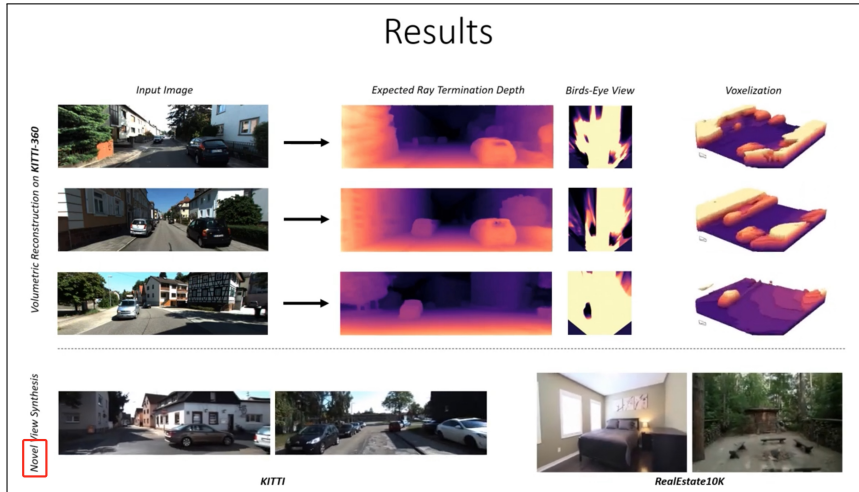 Results
Input Image
Expected Ray Termination Depth
Birds-Eye View
Voxelization
Volumetric Reconstruction on KITTI-360
Novel View Synthesis
KITTI
RealEstate10K